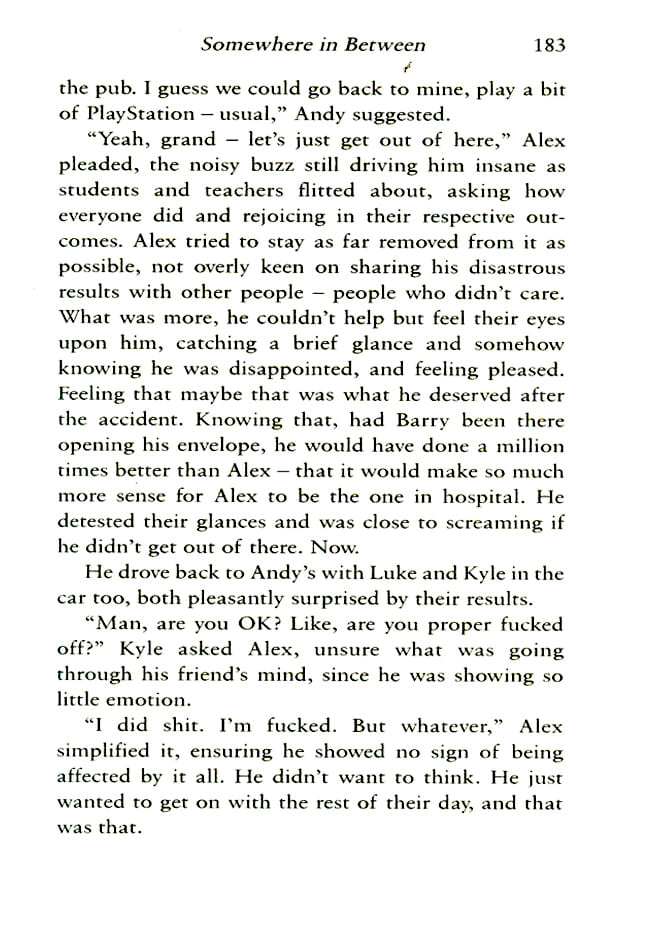 Somewhere in Between 183
the pub. I guess we could go back to mine, play a bit
of PlayStation – usual,” Andy suggested.
“Yeah, grand – let’s just get out of here,” Alex
pleaded, the noisy buzz still driving him insane as
students and teachers flitted about, asking how
everyone did and rejoicing in their respective out-
comes. Alex tried to stay as far removed from it as
possible, not overly keen on sharing his disastrous
results with other people – people who didn’t care.
What was more, he couldn’t help but feel their eyes
upon him, catching a brief glance and somehow
knowing he was disappointed, and feeling pleased.
Feeling that maybe that was what he deserved after
the accident. Knowing that, had Barry been there
opening his envelope, he would have done a million
times better than Alex – that it would make so much
more sense for Alex to be the one in hospital. He
detested their glances and was close to screaming if
he didn’t get out of there. Now.
He drove back to Andy’s with Luke and Kyle in the
car too, both pleasantly surprised by their results.
“Man, are you OK? Like, are you proper fucked
off?” Kyle asked Alex, unsure what was going
through his friend’s mind, since he was showing so
little emotion.
“I did shit. I’m fucked. But whatever,” Alex
simplified it, ensuring he showed no sign of being
affected by it all. He didn’t want to think. He just
wanted to get on with the rest of their day, and that
was that.